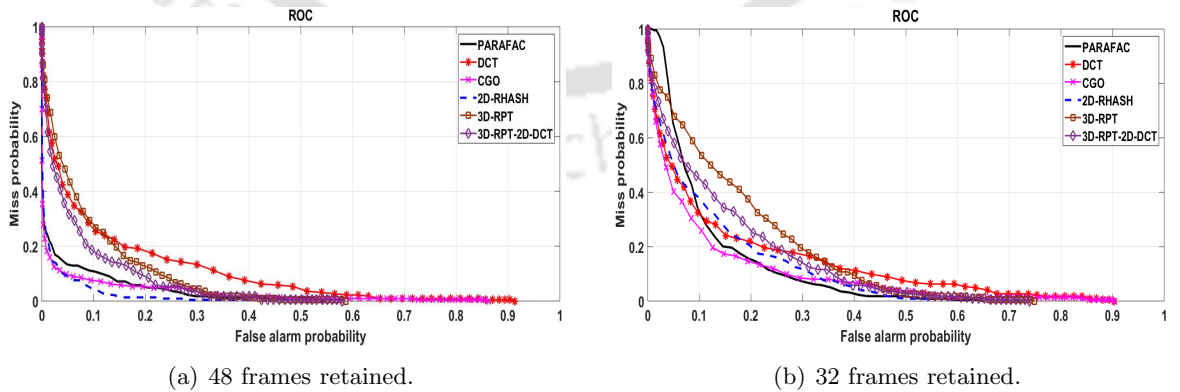 ROC
Miss probability
1
0.8
0.6
0.4
0.2
0
0 0.1 0.2 0.3 0.4 0.5 0.6 0.7 0.8 0.9 1
False alarm probability
PARAFAC
DCT
CGO
2D-RHASH
3D-RPT
3D-RPT-2D-DCT
(a) 48 frames retained.
ROC
Miss probability
1
0.8
0.6
0.4
0.2
0
0 0.1 0.2 0.3 0.4 0.5 0.6 0.7 0.8 0.9 1
False alarm probability
PARAFAC
DCT
CGO
2D-RHASH
3D-RPT
3D-RPT-2D-DCT
(b) 32 frames retained.